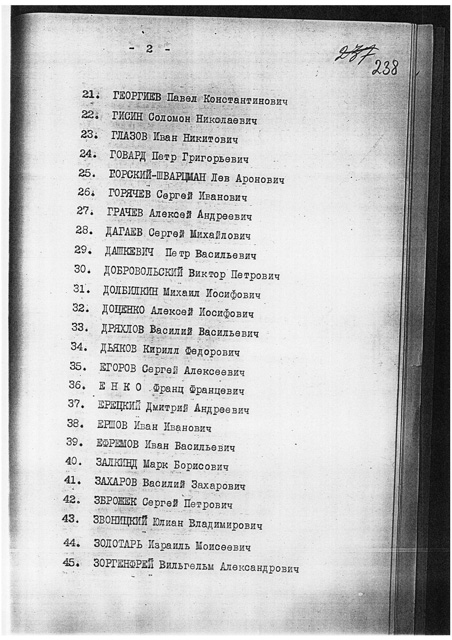 - 2 -
237
238
21. ГЕОРГИЕВ Павел Константинович
22. ГИСИН Соломон Николаевич
23. ГЛАЗОВ Иван Никитович
24. ГОВАРД Петр Григорьевич
25. ГОРСКИЙ-ШВАРЦМАН Лев Аронович
26. ГОРЯЧЕВ Сергей Иванович
27. ГРАЧЕВ Алексей Андреевич
28. ДАГАЕВ Сергей Михайлович
29. ДАШКЕВИЧ Петр Васильевич
30. ДОБРОВОЛЬСКИЙ Виктор Петрович
31. ДОЛБИЛКИН Михаил Иосифович
32. ДОЦЕНКО Алексей Иосифович
33. ДРЯХЛОВ Василий Васильевич
34. ДЬЯКОВ Кирилл Федорович
35. ЕГОРОВ Сергей Алексеевич
36. Е Н К О Франц Францевич
37. ЕРЕЦКИЙ Дмитрий Андреевич
38. ЕРШОВ Иван Иванович
39. ЕФРЕМОВ Иван Васильевич
40. ЗАЛКИНД Марк Борисович
41. ЗАХАРОВ Василий Захарович
42. ЗБРОЖЕК Сергей Петрович
43. ЗВОНИЦКИЙ Юлиан Владимирович
44. ЗОЛОТАРЬ Израиль Моисеевич
45. ЗОРГЕНФРЕЙ Вильгельм Александрович